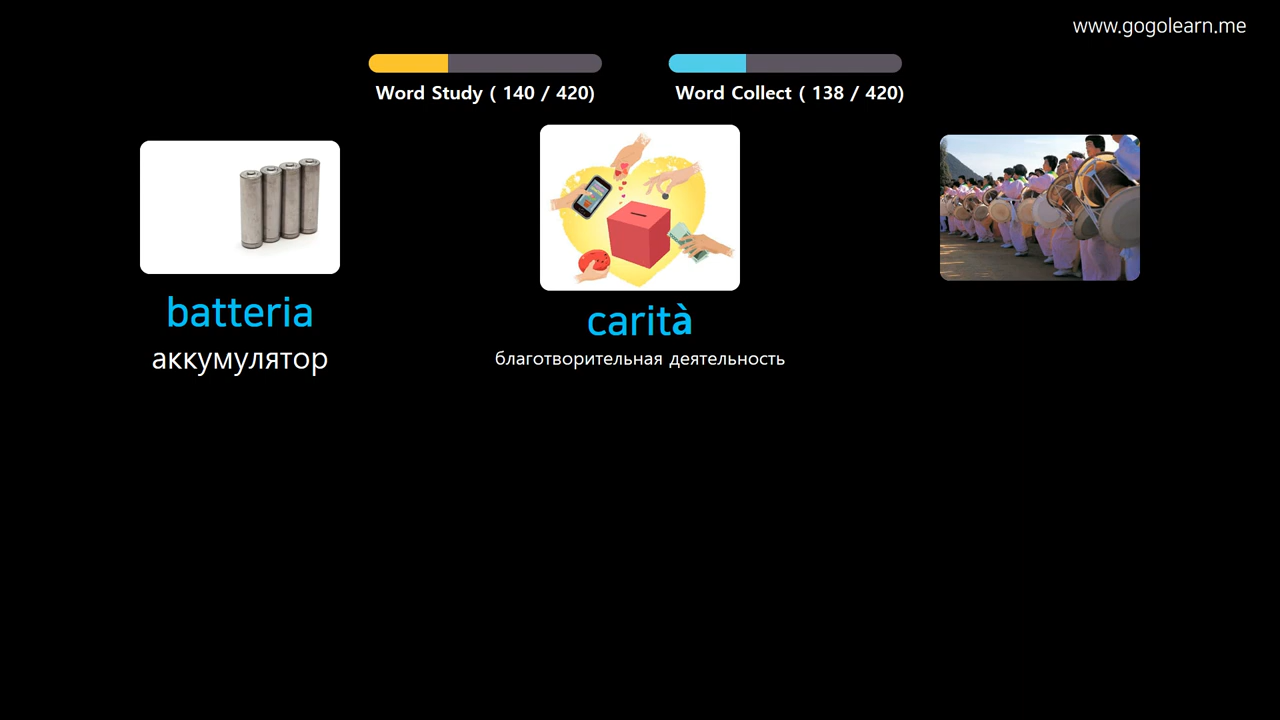 www.gogolearn.me
Word Study ( 140 / 420)
Word Collect ( 138 / 420)
batteria
аккумулятор
carità
благотворительная деятельность